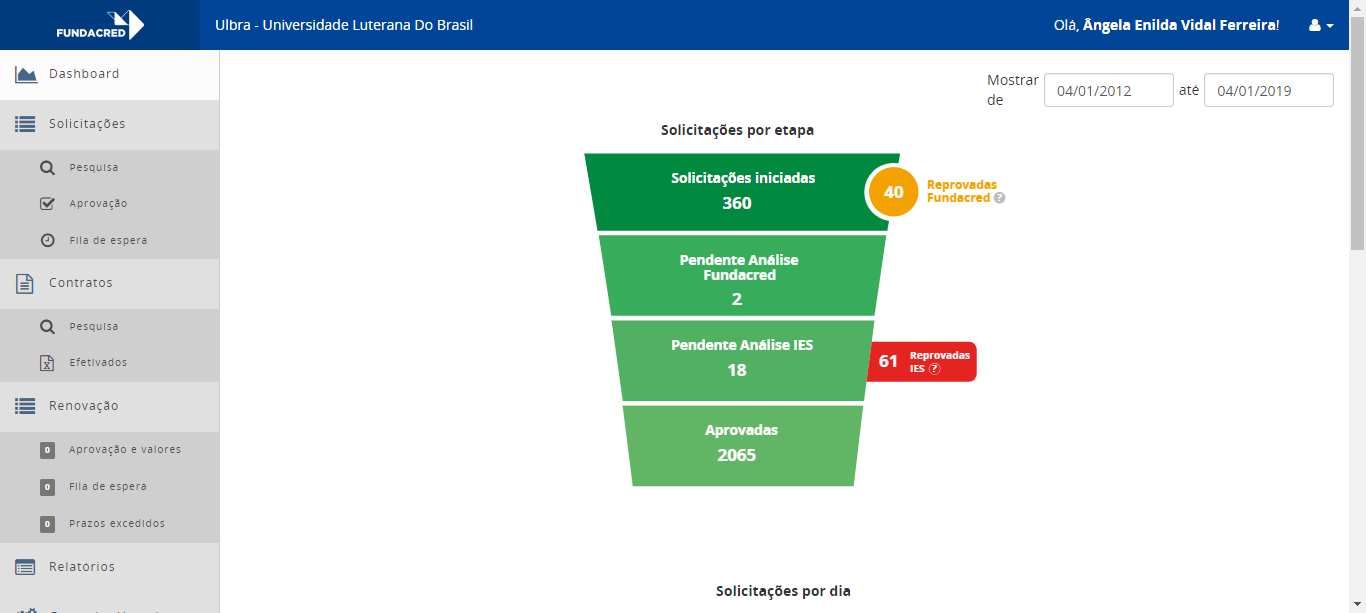 FUNDACRED
Ulbra - Universidade Luterana Do Brasil
Olá, Ângela Enilda Vidal Ferreira!
Dashboard
Solicitações
Pesquisa
Aprovação
Fila de espera
Contratos
Pesquisa
Efetivados
Renovação
0 Aprovação e valores
0 Fila de espera
0 Prazos excedidos
Relatórios
Mostrar
de
04/01/2012 até 04/01/2019
Solicitações por etapa
Solicitações iniciadas
360
40
Reprovadas
Fundacred ?
Pendente Análise
Fundacred
2
Pendente Análise IES
18
61
Reprovadas
IES ?
Aprovadas
2065
Solicitações por dia